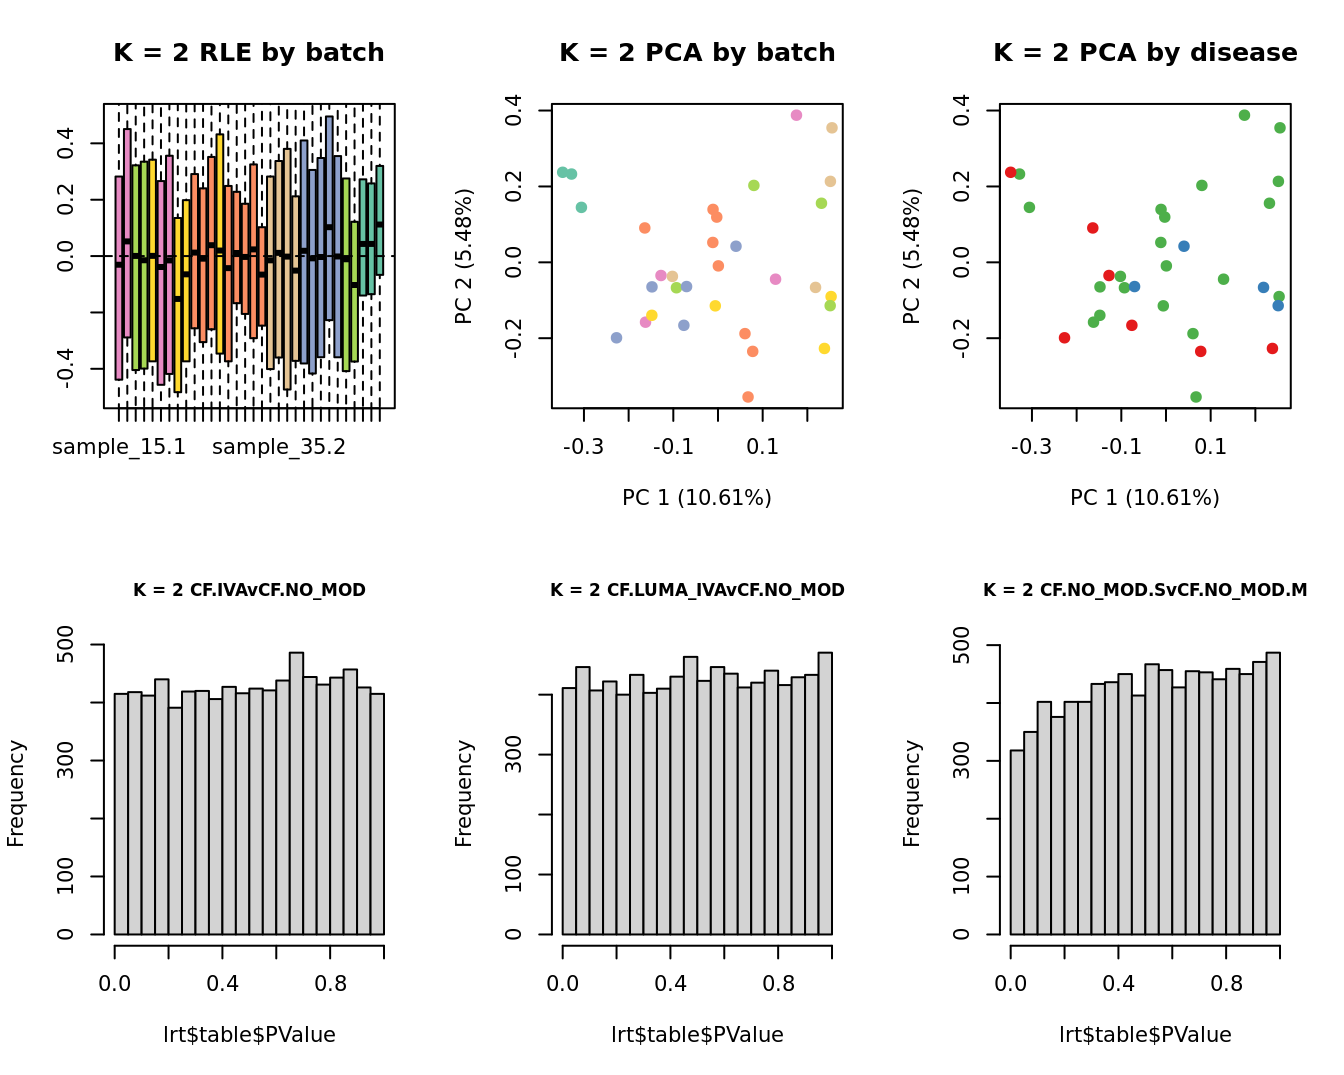 K = 2 RLE by batch
0.4
0.2
0.0
-0.4
sample_15.1
sample_35.2
K = 2 PCA by batch
PC 2 (5.48%)
0.4
0.2
0.0
-0.2
-0.3
-0.1
0.1
PC 1 (10.61%)
K = 2 PCA by disease
PC 2 (5.48%)
0.4
0.2
0.0
-0.2
-0.3
-0.1
0.1
PC 1 (10.61%)
K = 2 CF.IVAvCF.NO_MOD
Frequency
500
300
100
0
0.0
0.4
0.8
lrt$table$PValue
K = 2 CF.LUMA_IVAvCF.NO_MOD
Frequency
300
100
0
0.0
0.4
0.8
lrt$table$PValue
K = 2 CF.NO_MOD.SvCF.NO_MOD.M
Frequency
500
300
100
0
0.0
0.4
0.8
lrt$table$PValue